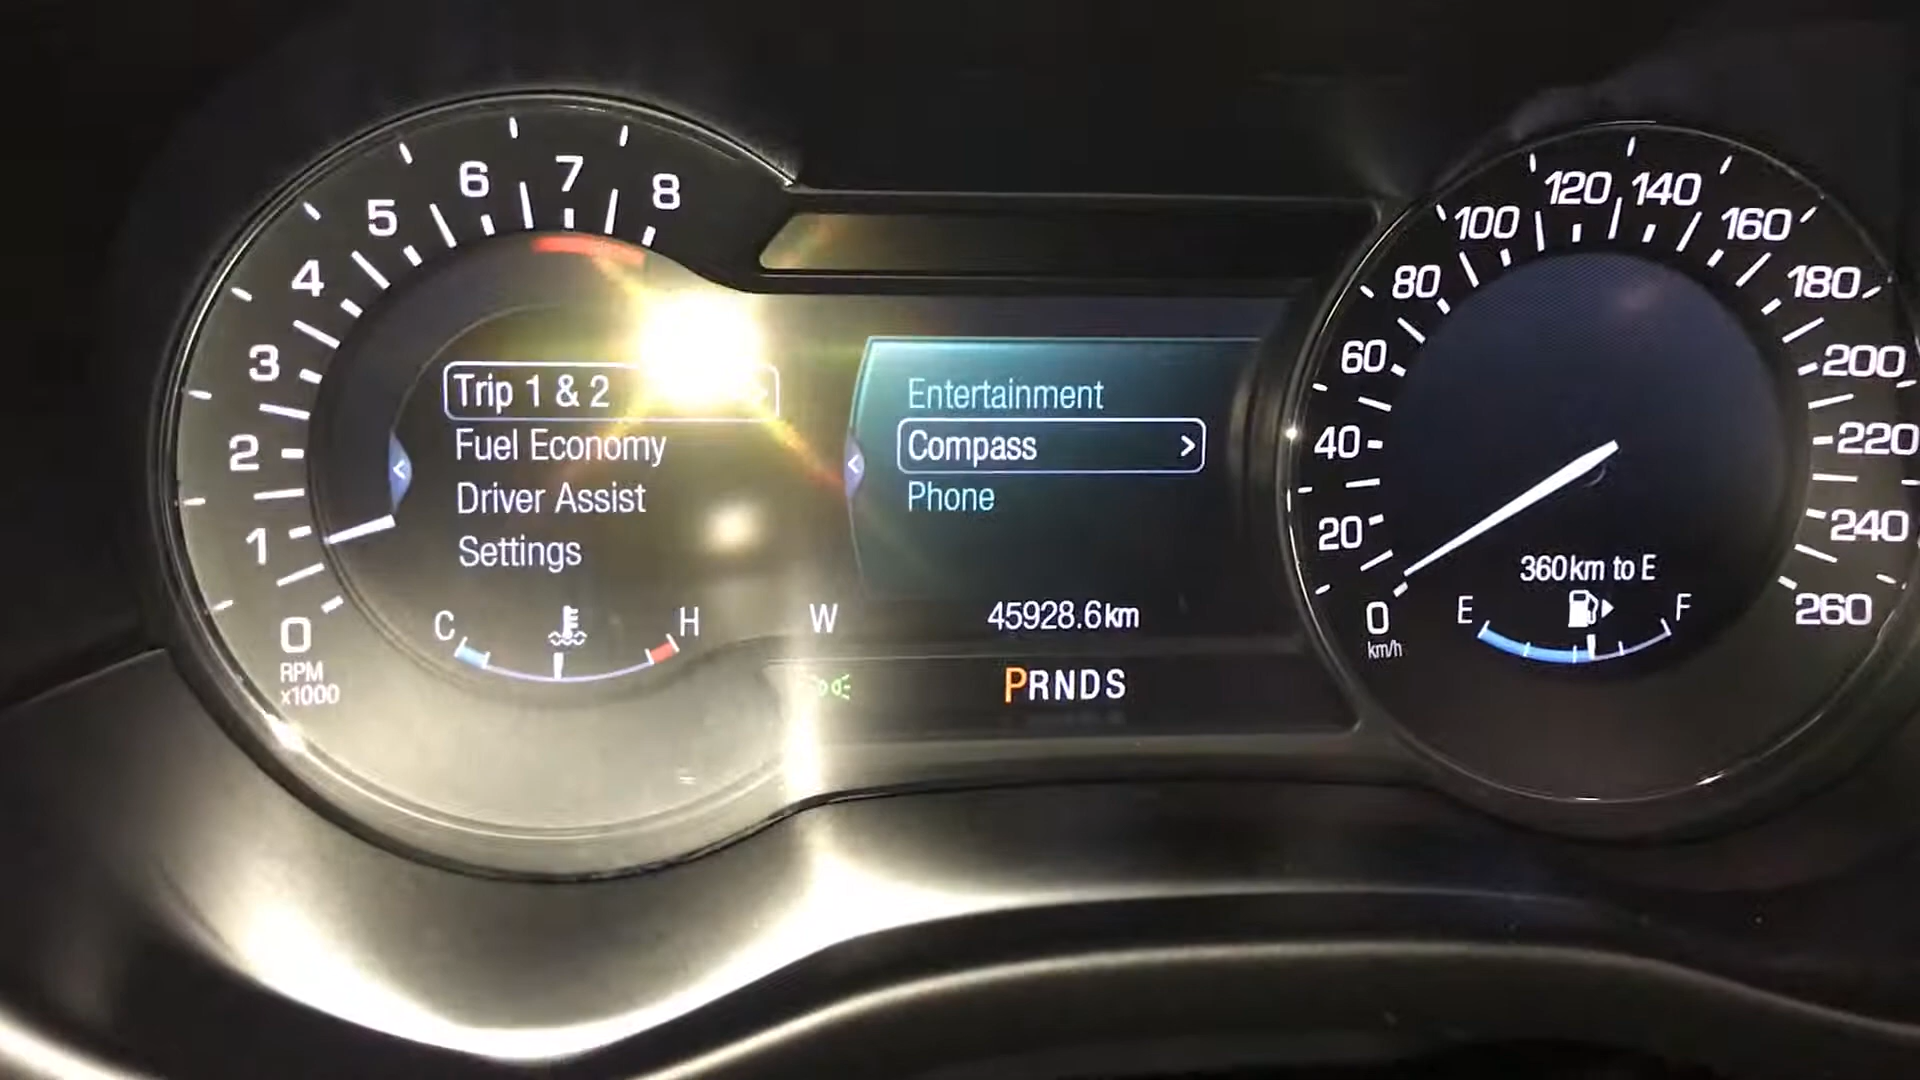 0
1
2
3
4
5
6
7
8
RPM
x1000
Trip 1 & 2
Fuel Economy
Driver Assist
Settings
C
H
Entertainment
Compass
Phone
W
45928.6km
PRNDS
0
20
40
60
80
100
120
140
160
180
200
220
240
260
km/h
360km to E
E
F